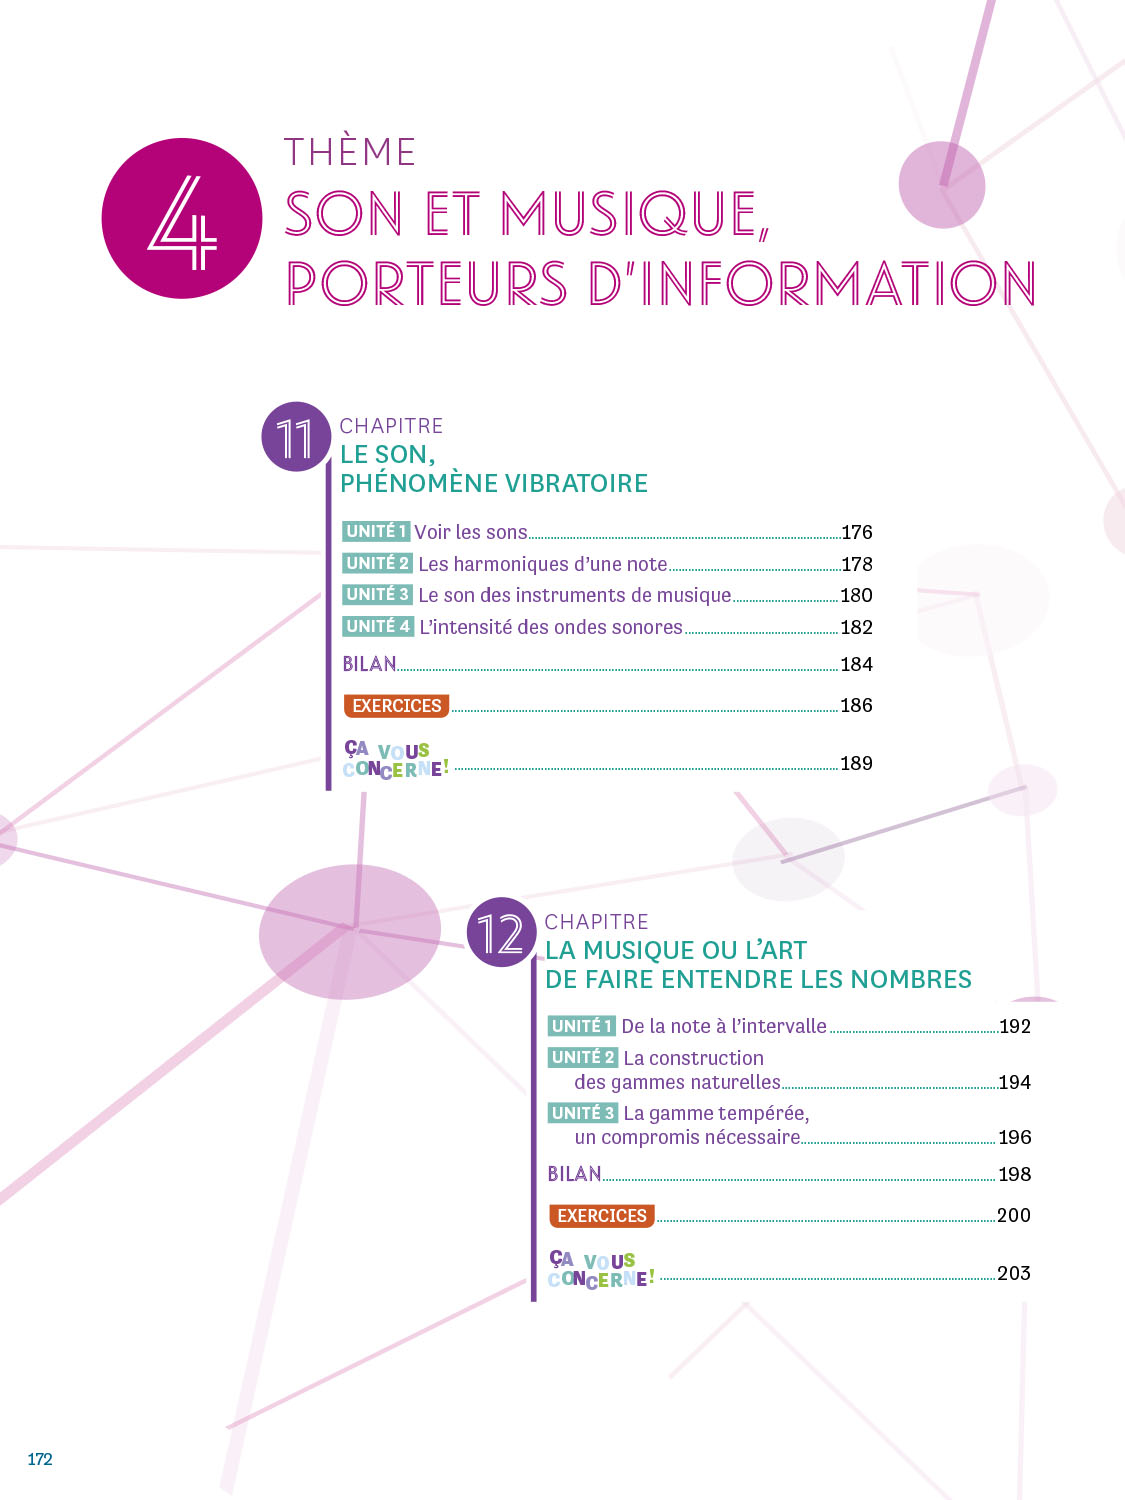 4
THÈME
SON ET MUSIQUE,
PORTEURS D'INFORMATION
11
CHAPITRE
LE SON,
PHÉNOMÈNE VIBRATOIRE
UNITÉ 1 Voir les sons 176
UNITÉ 2 Les harmoniques d'une note 178
UNITÉ 3 Le son des instruments de musique 180
UNITÉ 4 L'intensité des ondes sonores 182
BILAN 184
EXERCICES 186
ÇA VOUS
CONCERNE! 189
12
CHAPITRE
LA MUSIQUE OU L'ART
DE FAIRE ENTENDRE LES NOMBRES
UNITÉ 1 De la note à l'intervalle 192
UNITÉ 2 La construction
des gammes naturelles 194
UNITÉ 3 La gamme tempérée,
un compromis nécessaire 196
BILAN 198
EXERCICES 200
ÇA VOUS
CONCERNE! 203
172